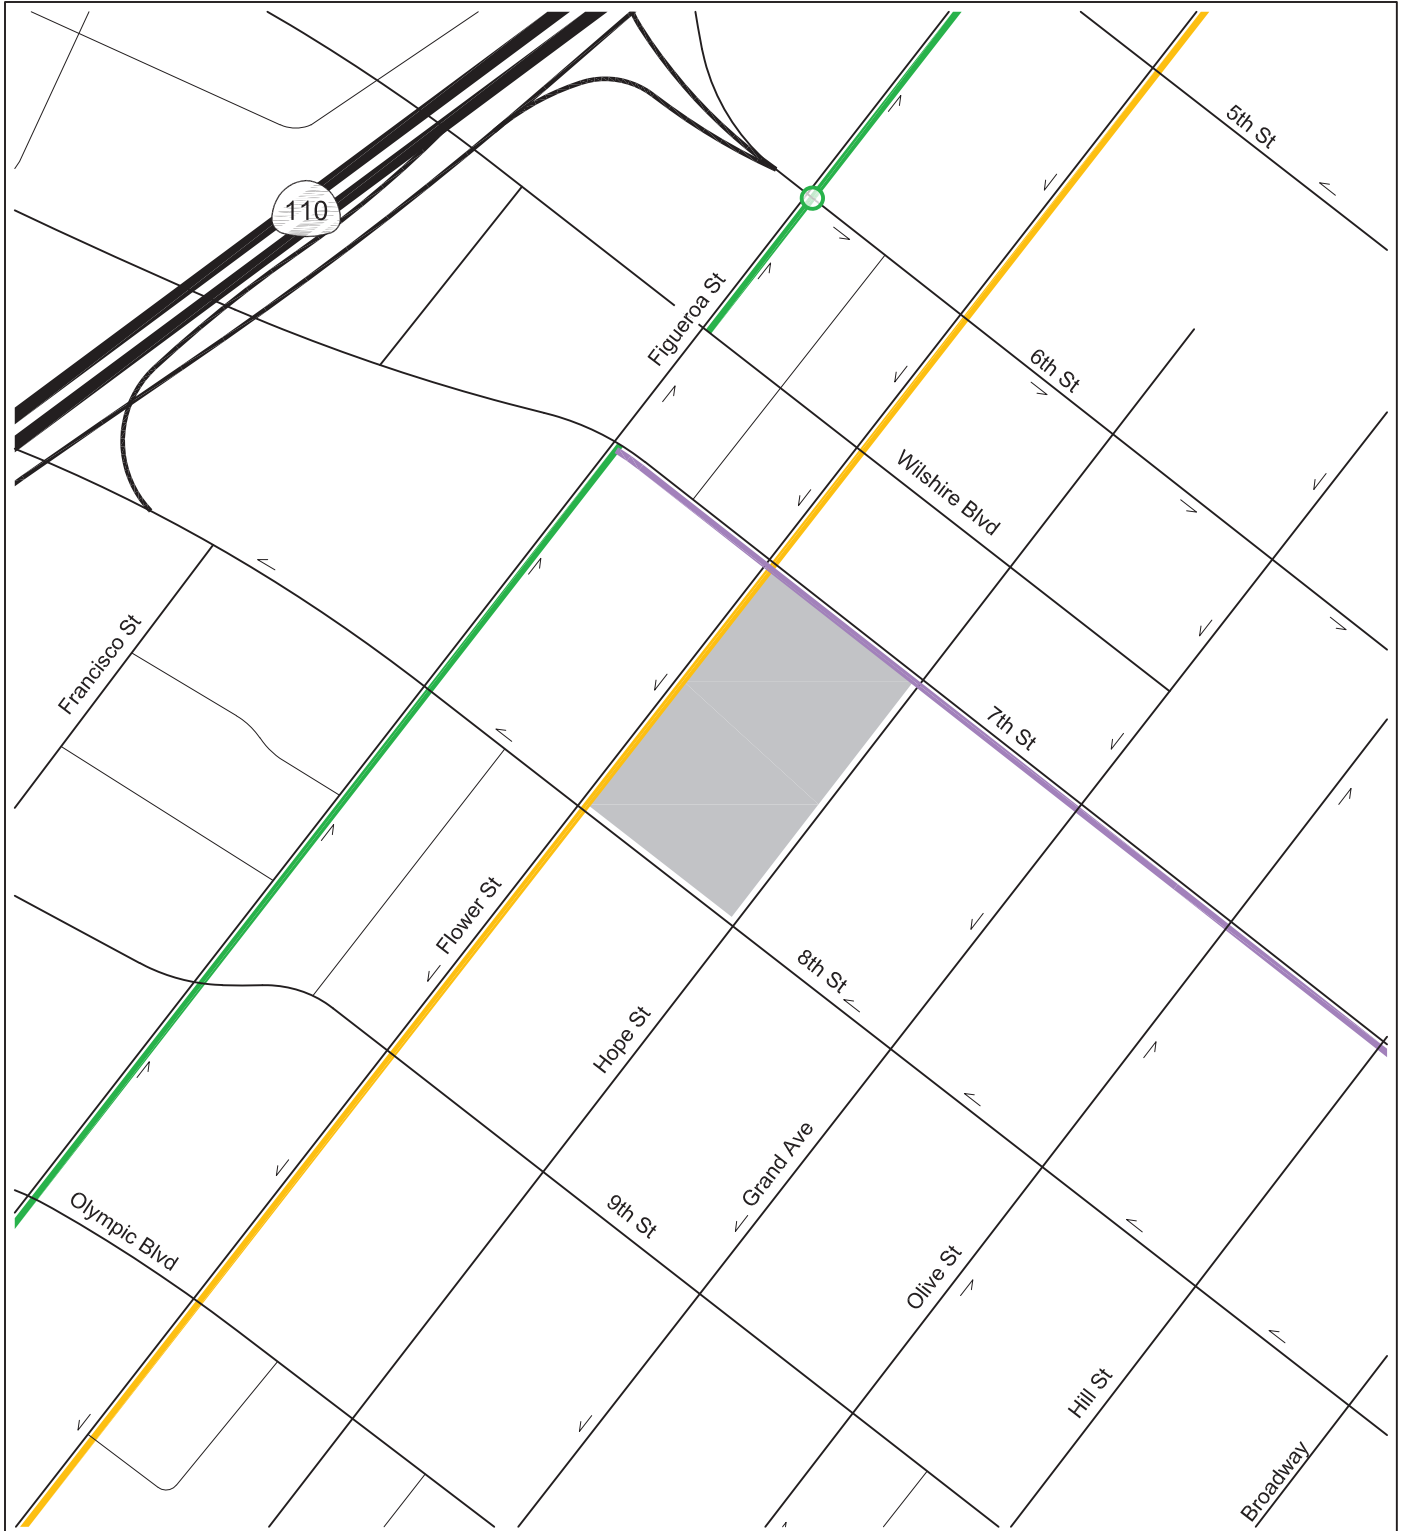 5th St
110
Figueroa St
6th St
Wilshire Blvd
Francisco St
7th St
Flower St
8th St
Hope St
Grand Ave
9th St
Olympic Blvd
Olive St
Hill St
Broadway